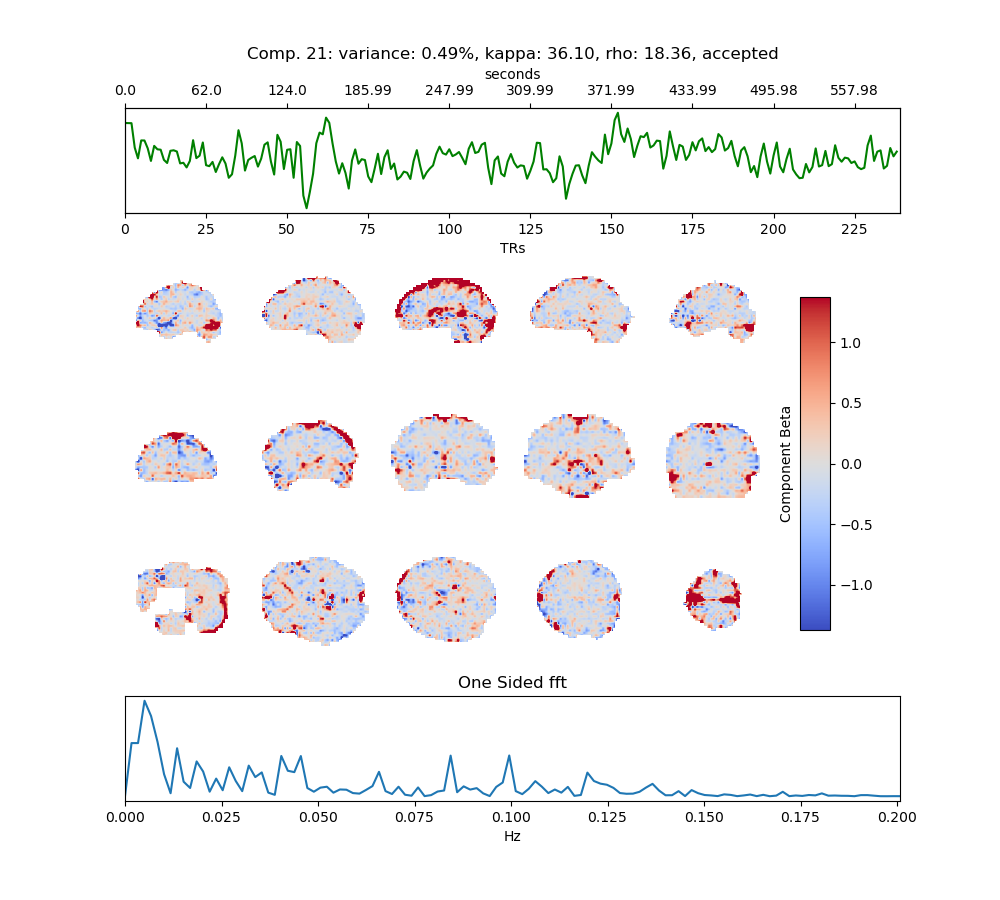 Comp. 21: variance: 0.49%, kappa: 36.10, rho: 18.36, accepted
seconds
0.0 62.0 124.0 185.99 247.99 309.99 371.99 433.99 495.98 557.98
0 25 50 75 100 125 150 175 200 225
TRs
1.0
0.5
0.0
−0.5
−1.0
Component Beta
One Sided fft
0.000 0.025 0.050 0.075 0.100 0.125 0.150 0.175 0.200
Hz